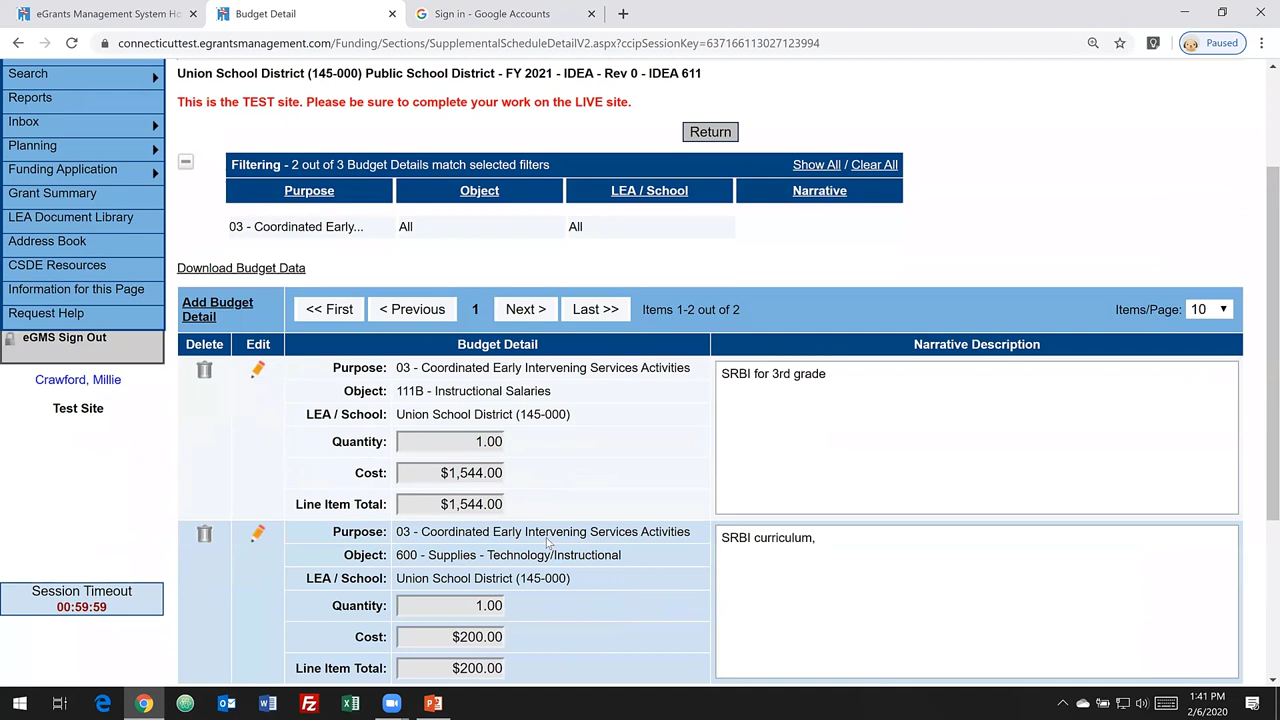 eGrants Management System Ho
Budget Detail
Sign in - Google Accounts
connecticuttest.egrantsmanagement.com/Funding/Sections/SupplementalScheduleDetailV2.aspx?ccipSessionKey=637166113027123994
Paused
Search
Reports
Inbox
Planning
Funding Application
Grant Summary
LEA Document Library
Address Book
CSDE Resources
Information for this Page
Request Help
eGMS Sign Out
Crawford, Millie
Test Site
Session Timeout
00:59:59
Union School District (145-000) Public School District - FY 2021 - IDEA - Rev 0 - IDEA 611
This is the TEST site. Please be sure to complete your work on the LIVE site.
Return
Filtering - 2 out of 3 Budget Details match selected filters
Show All / Clear All
Purpose Object LEA / School Narrative
03 - Coordinated Early... All All
Download Budget Data
Add Budget
Detail
<< First < Previous 1 Next > Last >> Items 1-2 out of 2 Items/Page: 10
Delete Edit Budget Detail Narrative Description
Purpose: 03 - Coordinated Early Intervening Services Activities
SRBI for 3rd grade
Object: 111B - Instructional Salaries
LEA / School: Union School District (145-000)
Quantity: 1.00
Cost: $1,544.00
Line Item Total: $1,544.00
Purpose: 03 - Coordinated Early Intervening Services Activities
SRBI curriculum,
Object: 600 - Supplies - Technology/Instructional
LEA / School: Union School District (145-000)
Quantity: 1.00
Cost: $200.00
Line Item Total: $200.00
1:41 PM
2/6/2020